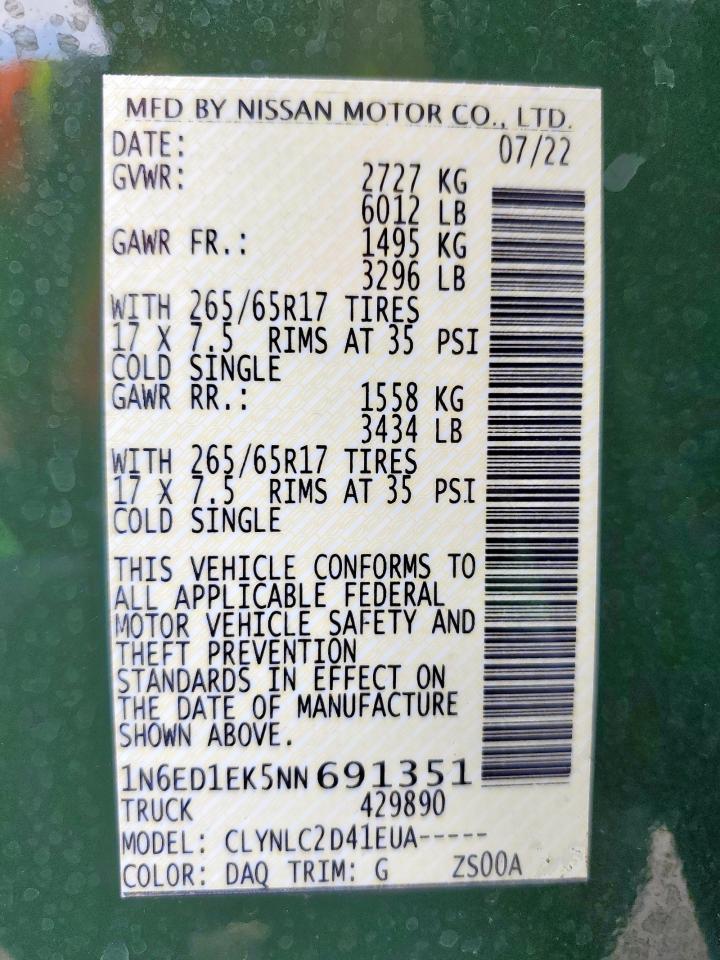 MFD BY NISSAN MOTOR CO., LTD.
DATE: 07/22
GVWR: 2727 KG
6012 LB
GAWR FR.: 1495 KG
3296 LB
WITH 265/65R17 TIRES
17 X 7.5 RIMS AT 35 PSI
COLD SINGLE
GAWR RR.: 1558 KG
3434 LB
WITH 265/65R17 TIRES
17 X 7.5 RIMS AT 35 PSI
COLD SINGLE
THIS VEHICLE CONFORMS TO
ALL APPLICABLE FEDERAL
MOTOR VEHICLE SAFETY AND
THEFT PREVENTION
STANDARDS IN EFFECT ON
THE DATE OF MANUFACTURE
SHOWN ABOVE.
1N6ED1EK5NN691351
TRUCK 429890
MODEL: CLYNLC2D41EUA-----
COLOR: DAQ TRIM: G ZS00A